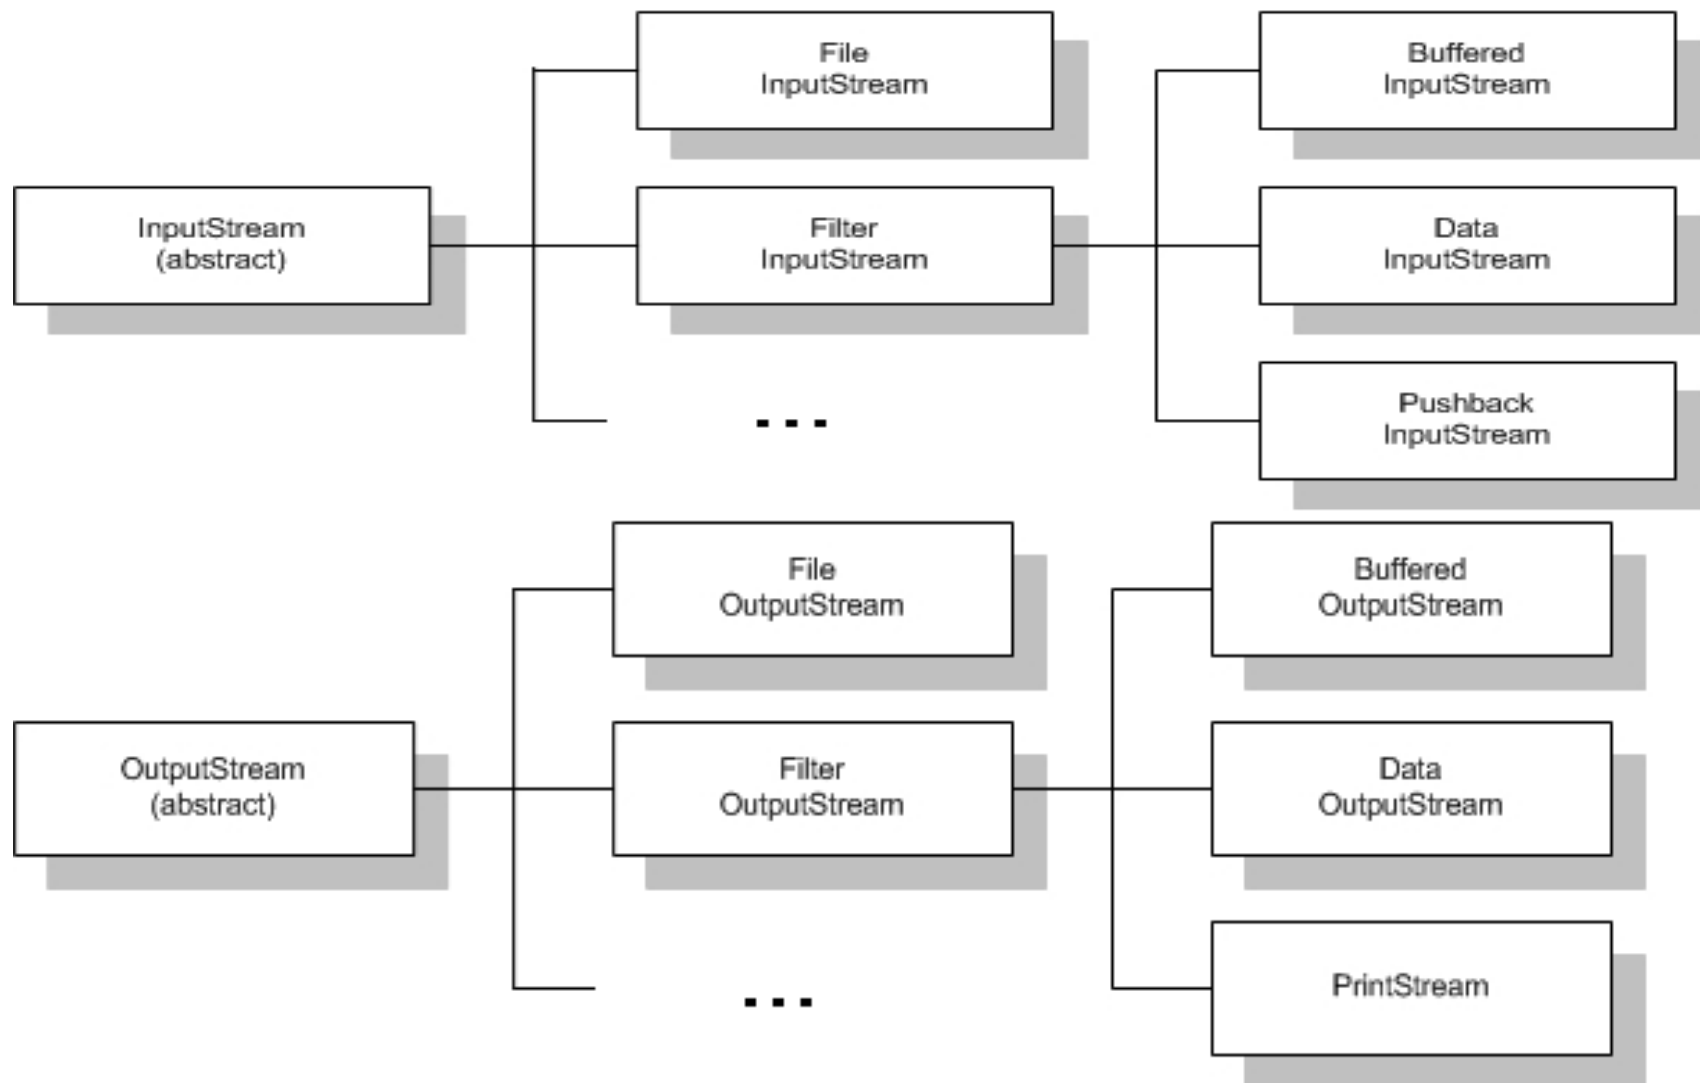 File
InputStream
Buffered
InputStream
InputStream
(abstract)
Filter
InputStream
Data
InputStream
...
Pushback
InputStream
File
OutputStream
Buffered
OutputStream
OutputStream
(abstract)
Filter
OutputStream
Data
OutputStream
...
PrintStream